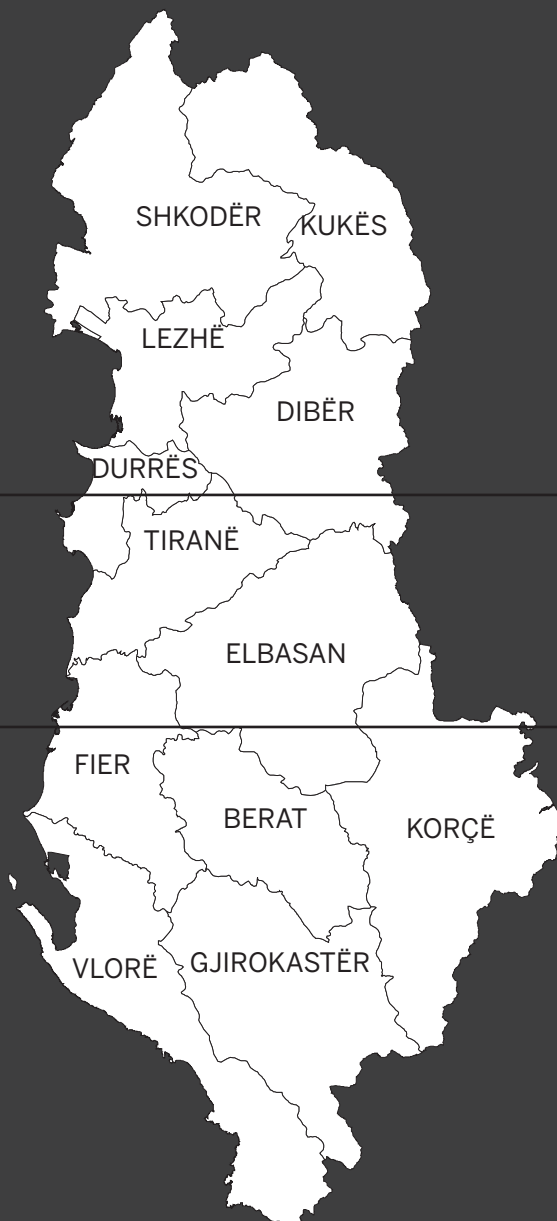 SHKODËR
KUKËS
LEZHË
DIBËR
DURRËS
TIRANË
ELBASAN
FIER
BERAT
KORÇË
VLORË
GJIROKASTËR